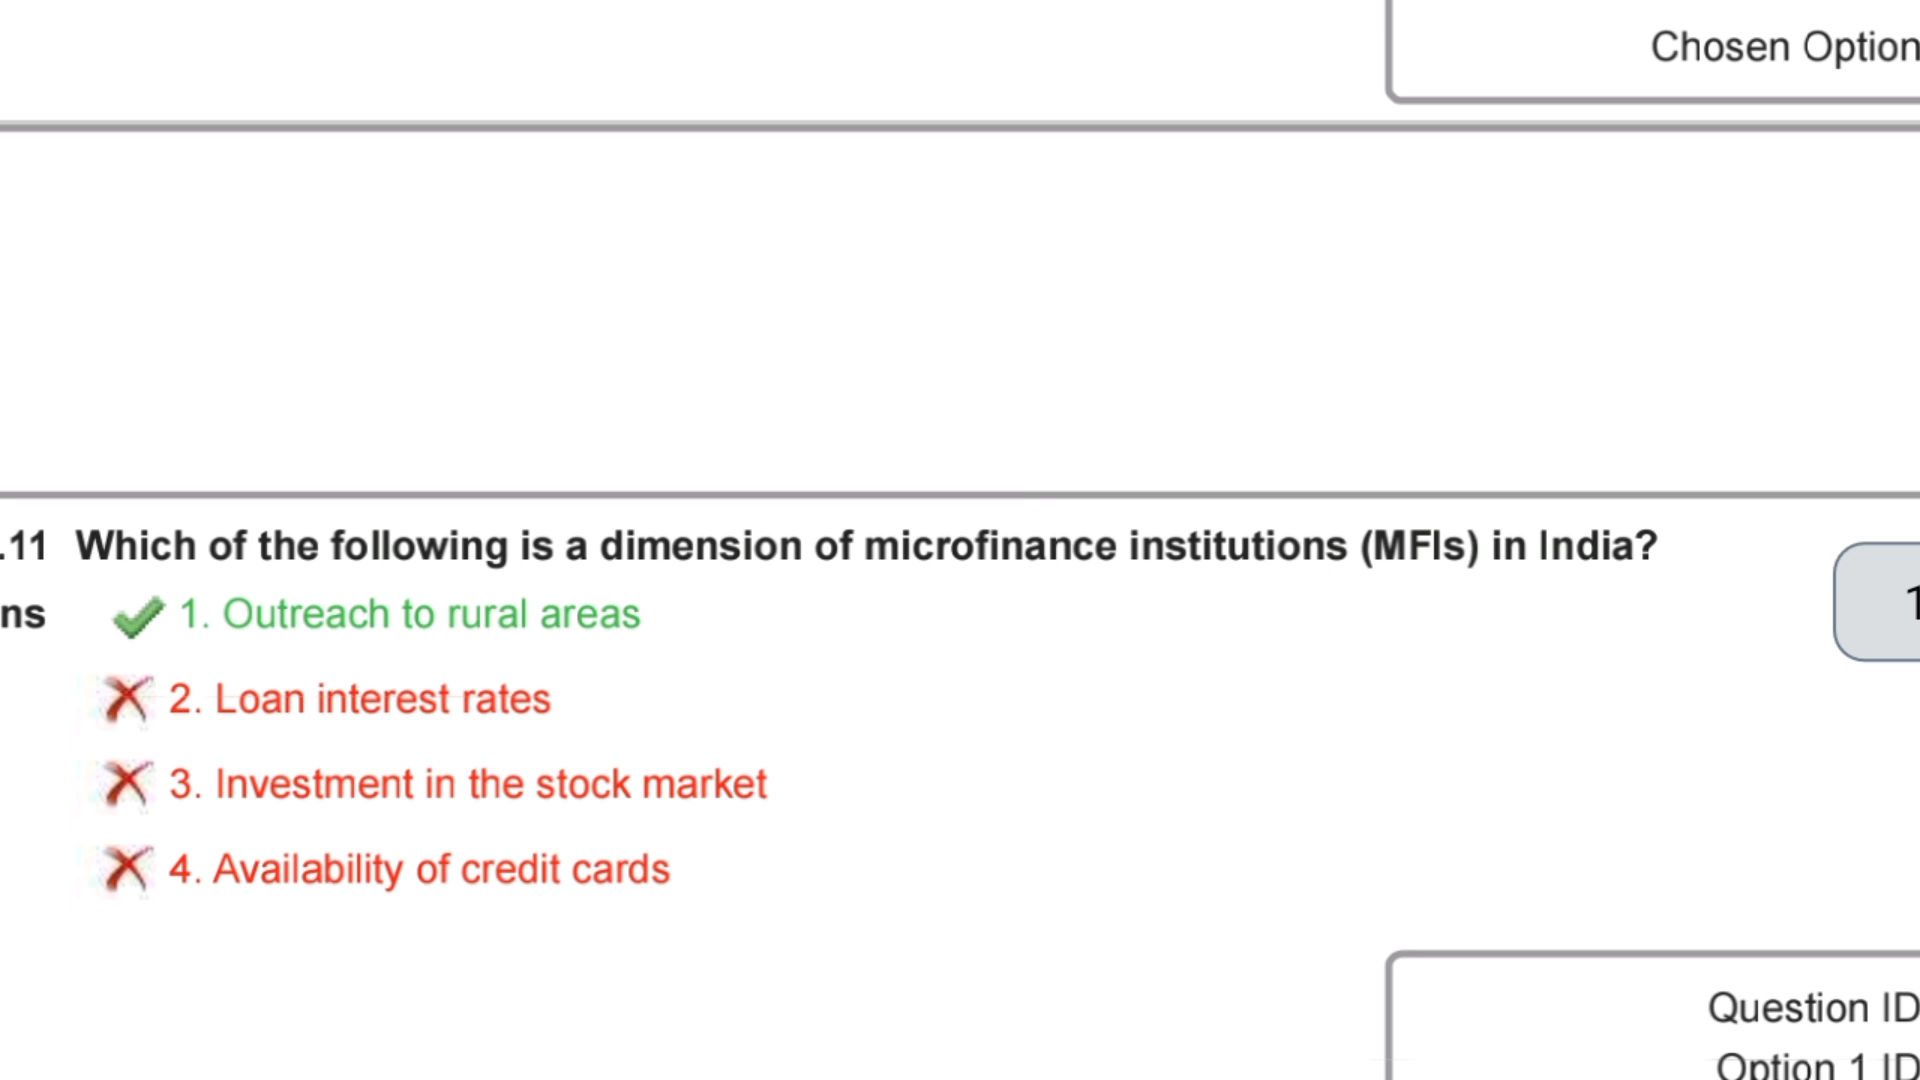 Chosen Option
.11 Which of the following is a dimension of microfinance institutions (MFIs) in India?
ns 1. Outreach to rural areas
1
2. Loan interest rates
3. Investment in the stock market
4. Availability of credit cards
Question ID
Option 1 ID